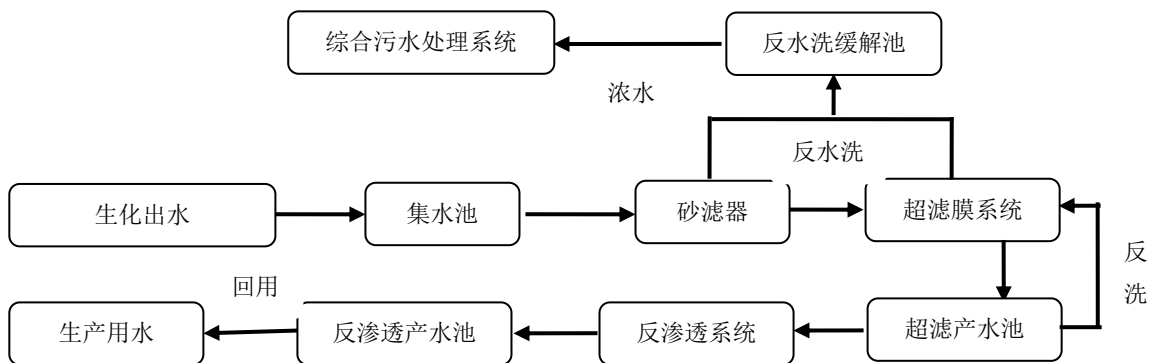 综合污水处理系统
反水洗缓解池
浓水
反水洗
生化出水
集水池
砂滤器
超滤膜系统
反洗
回用
生产用水
反渗透产水池
反渗透系统
超滤产水池